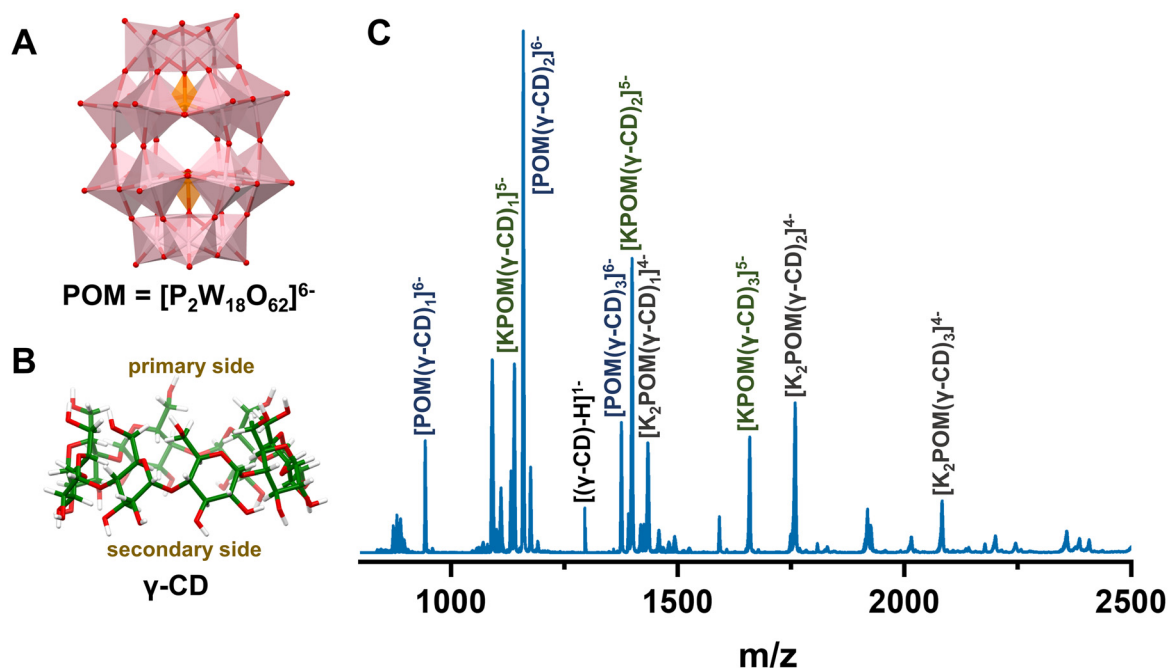 A
POM = [P₂W₁₈O₆₂]⁶⁻
B
primary side
secondary side
γ-CD
C
[POM(γ-CD)₁]⁶⁻
[KPOM(γ-CD)₁]⁵⁻
[POM(γ-CD)₂]⁶⁻
[(γ-CD)-H]¹⁻
[POM(γ-CD)₃]⁶⁻
[KPOM(γ-CD)₂]⁵⁻
[K₂POM(γ-CD)₁]⁴⁻
[KPOM(γ-CD)₃]⁵⁻
[K₂POM(γ-CD)₂]⁴⁻
[K₂POM(γ-CD)₃]⁴⁻
1000 1500 2000 2500
m/z